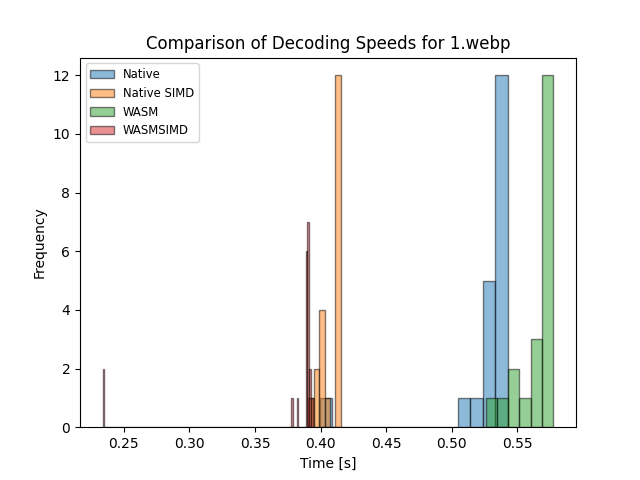 Comparison of Decoding Speeds for 1.webp
Native
Native SIMD
WASM
WASMSIMD
Frequency
12
10
8
6
4
2
0
0.25 0.30 0.35 0.40 0.45 0.50 0.55
Time [s]